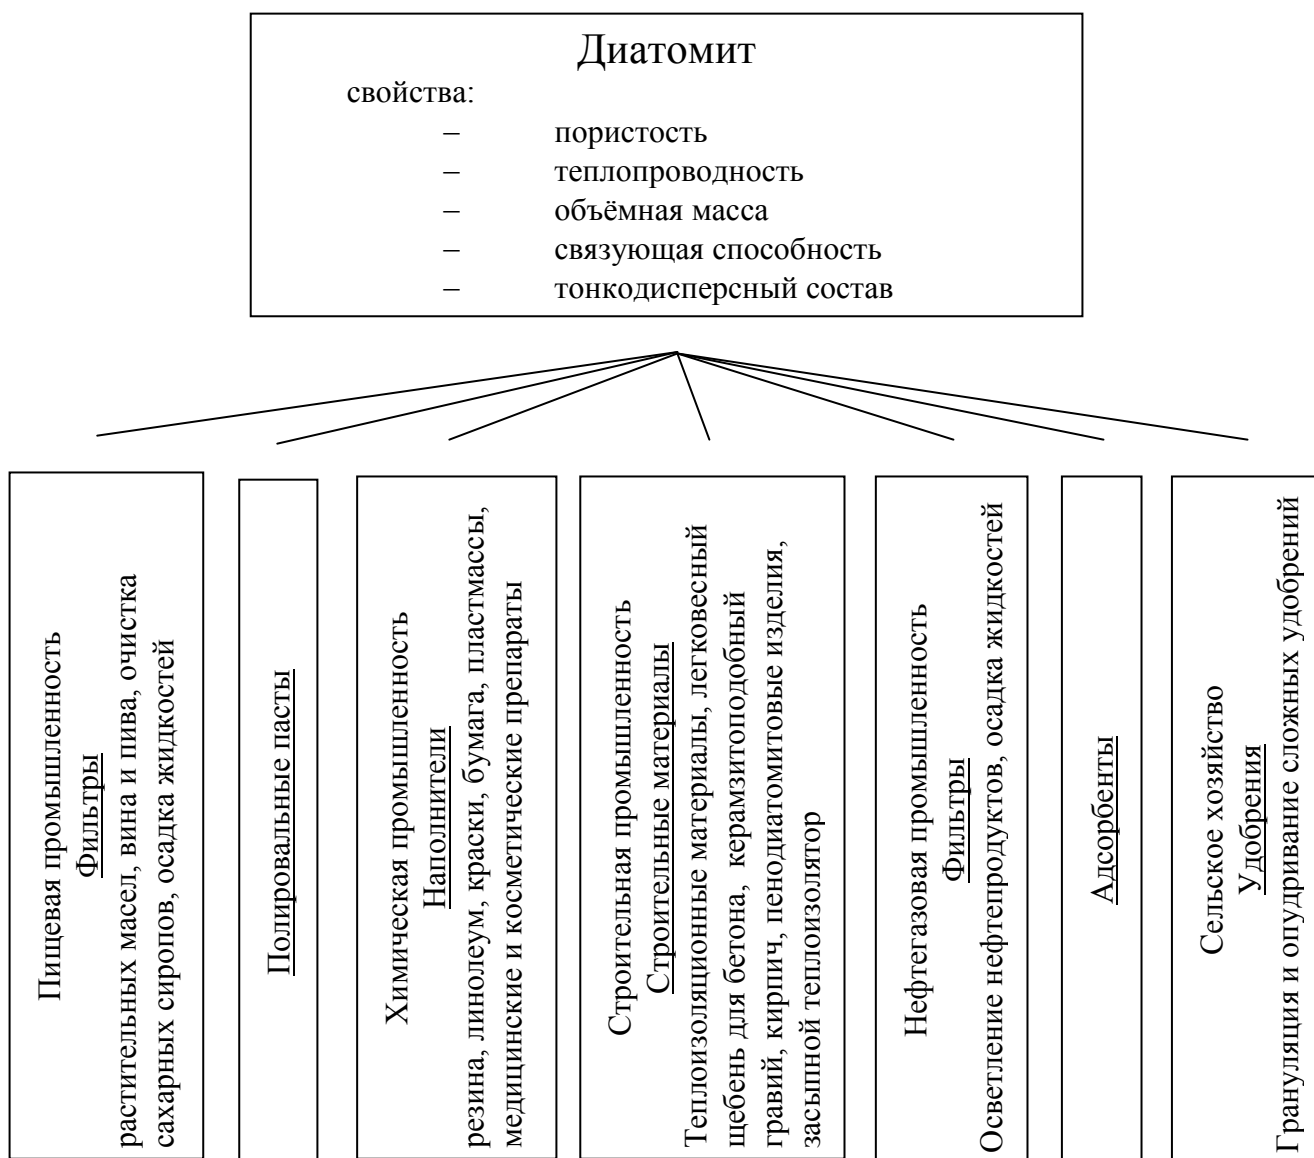 Диатомит
свойства:
– пористость
– теплопроводность
– объёмная масса
– связующая способность
– тонкодисперсный состав
Пищевая промышленность
Фильтры
растительных масел, вина и пива, очистка
сахарных сиропов, осадка жидкостей
Полировальные пасты
Химическая промышленность
Наполнители
резина, линолеум, краски, бумага, пластмассы,
медицинские и косметические препараты
Строительная промышленность
Строительные материалы
Теплоизоляционные материалы, легковесный
щебень для бетона, керамзитоподобный
гравий, кирпич, пенодиатомитовые изделия,
засыпной теплоизолятор
Нефтегазовая промышленность
Фильтры
Осветление нефтепродуктов, осадка жидкостей
Адсорбенты
Сельское хозяйство
Удобрения
Грануляция и опудривание сложных удобрений